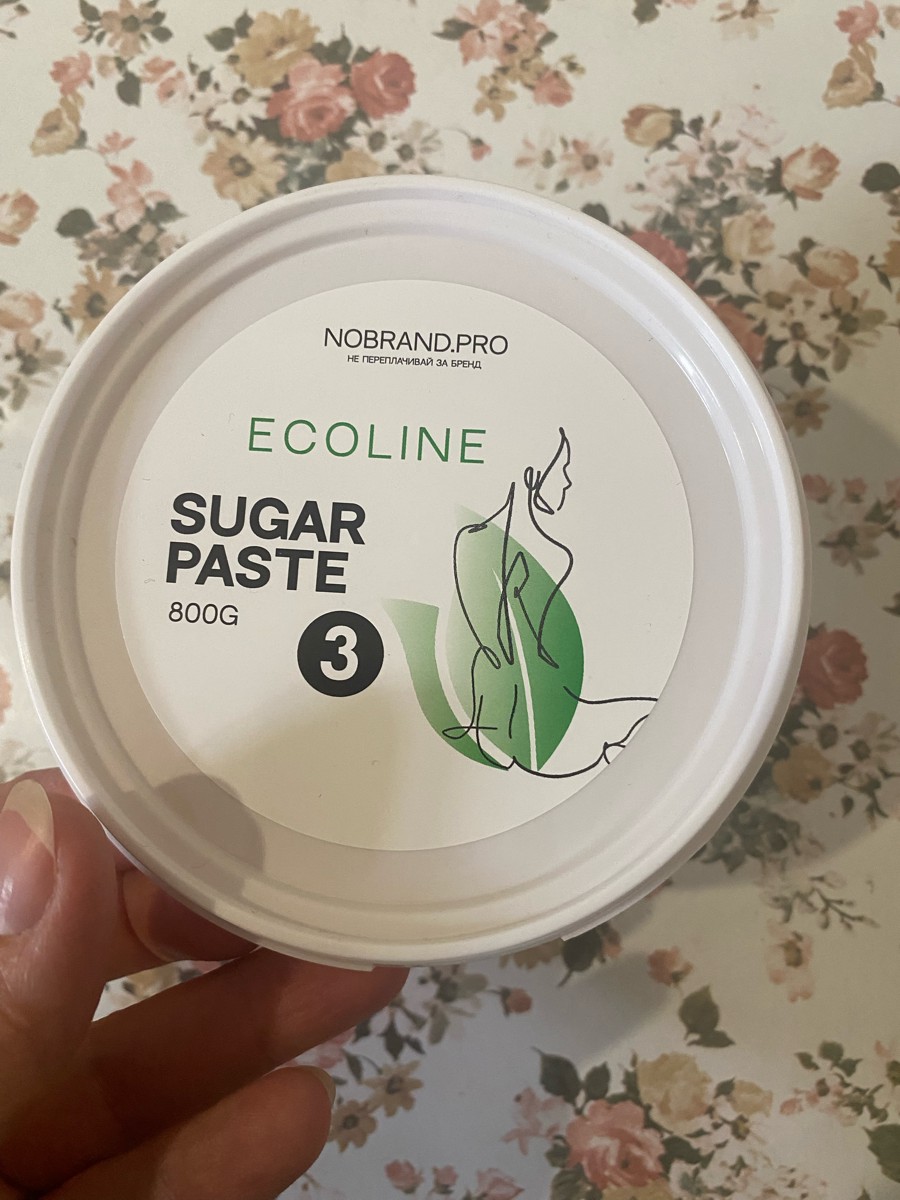 NOBRAND.PRO
НЕ ПЕРЕПЛАЧИВАЙ ЗА БРЕНД
ECOLINE
SUGAR
PASTE
800G
3